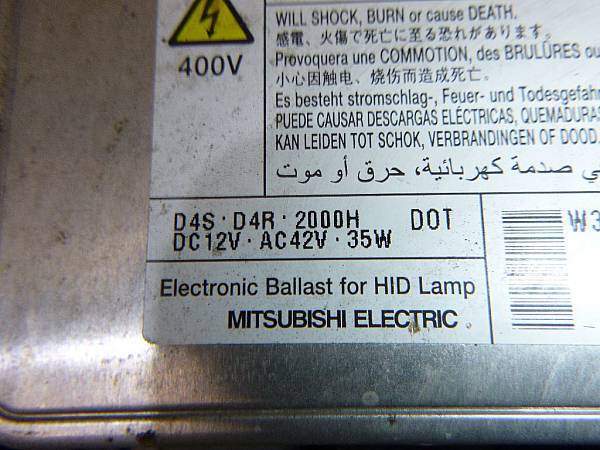 400V
WILL SHOCK, BURN or cause DEATH.
感電、火傷で死亡に至る恐れがあります.
Provoquera une COMMOTION, des BRULÛRES ou
小心因触电、烧伤而造成死亡.
Es besteht stromschlag-, Feuer- und Todesgefahr
PUEDE CAUSAR DESCARGAS ELÉCTRICAS, QUEMADURAS
KAN LEIDEN TOT SCHOK, VERBRANDINGEN OF DOOD.
صدمة كهربائية، حرق أو موت
D4S・D4R・2000H DOT
DC12V・AC42V・35W
Electronic Ballast for HID Lamp
MITSUBISHI ELECTRIC